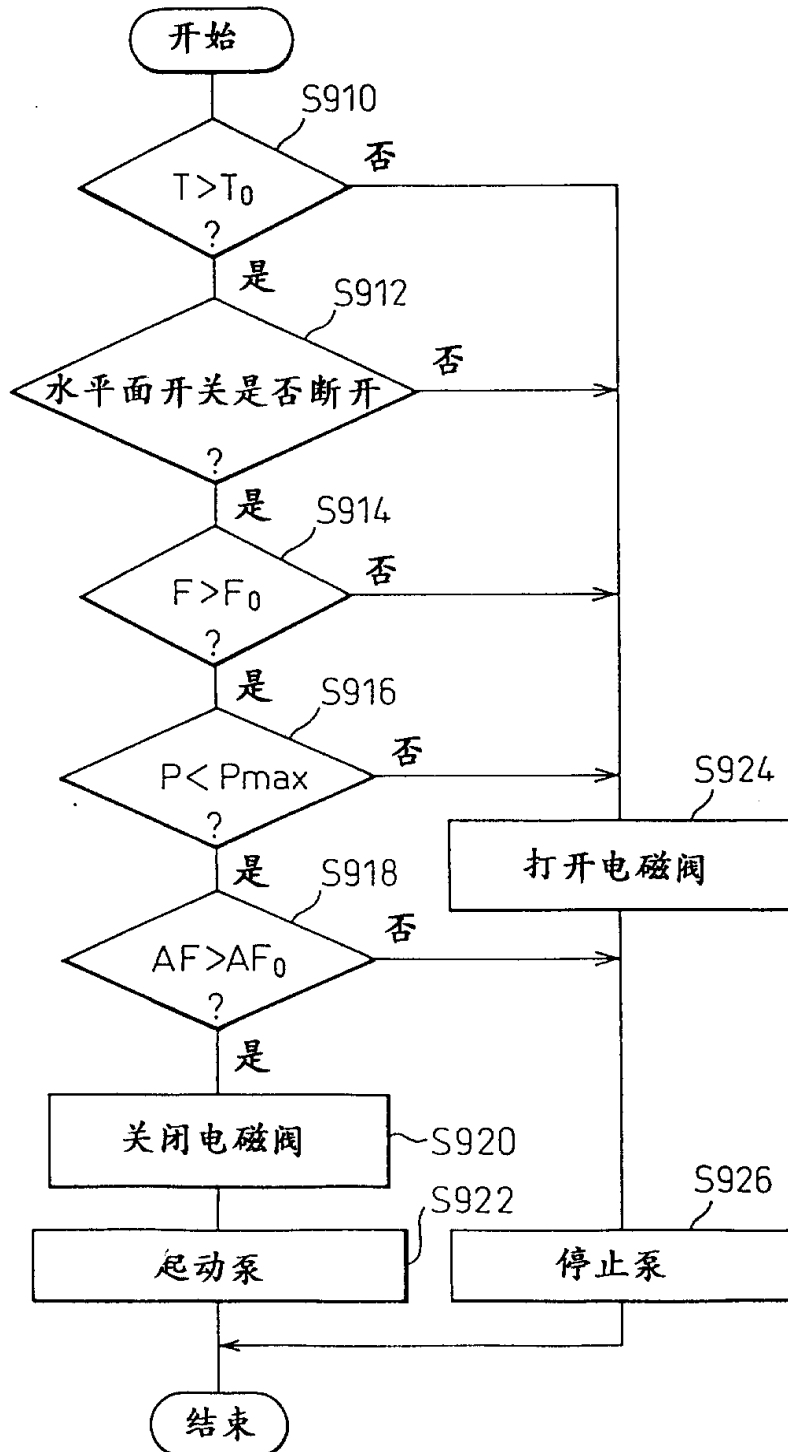 开始
S910
T>T₀
?
否
是
S912
水平面开关是否断开
?
否
是
S914
F>F₀
?
否
是
S916
P<Pmax
?
否
是
S924
打开电磁阀
S918
AF>AF₀
?
否
是
关闭电磁阀
S920
S922
起动泵
S926
停止泵
结束